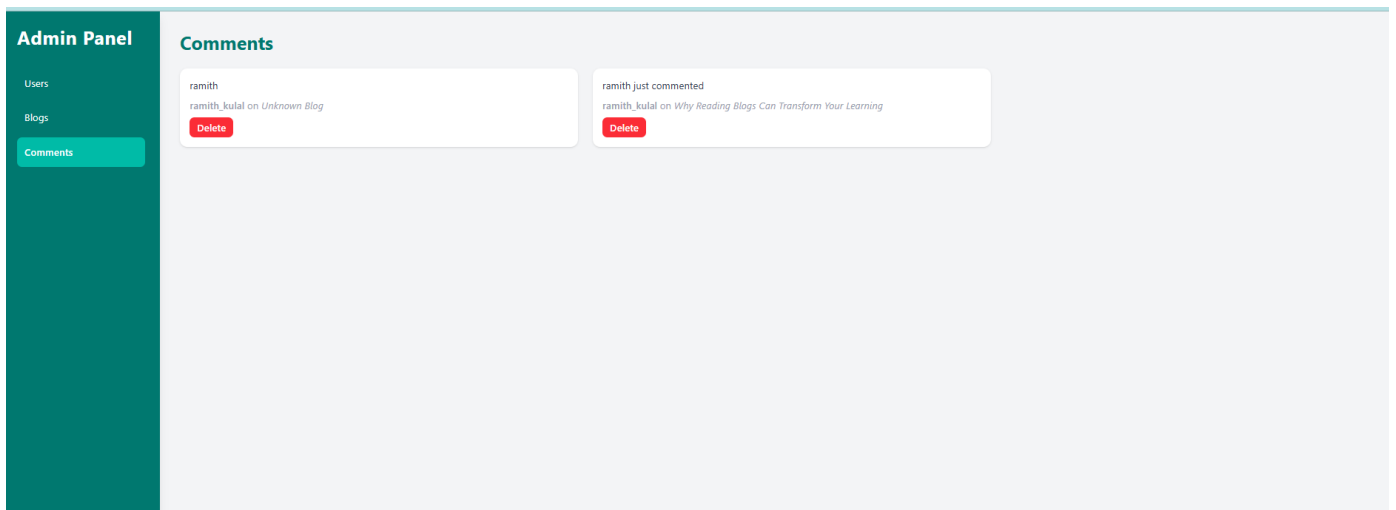 Admin Panel
Users
Blogs
Comments
Comments
ramith
ramith_kulal on Unknown Blog
Delete
ramith just commented
ramith_kulal on Why Reading Blogs Can Transform Your Learning
Delete